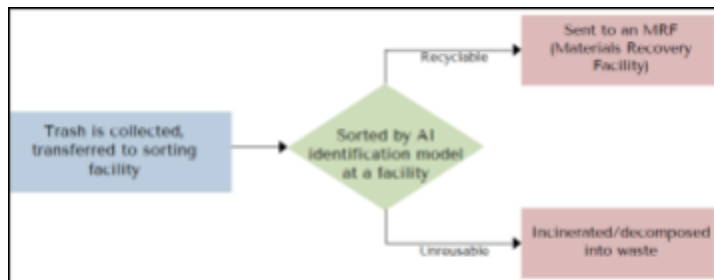 Trash is collected,
transferred to sorting
facility
Sorted by AI
identification model
at a facility
Recyclable
Sent to an MRF
(Materials Recovery
Facility)
Unreusable
Incinerated/decomposed
into waste